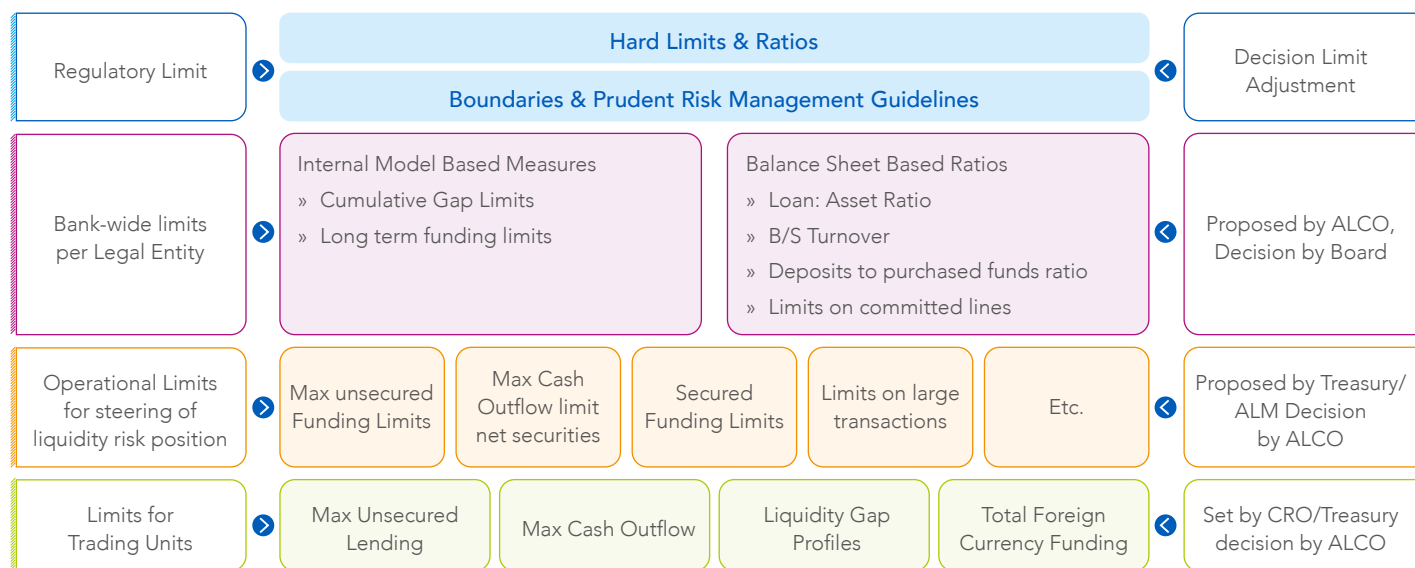 Regulatory Limit
Hard Limits & Ratios
Boundaries & Prudent Risk Management Guidelines
Decision Limit
Adjustment
Bank-wide limits
per Legal Entity
Internal Model Based Measures
» Cumulative Gap Limits
» Long term funding limits
Balance Sheet Based Ratios
» Loan: Asset Ratio
» B/S Turnover
» Deposits to purchased funds ratio
» Limits on committed lines
Proposed by ALCO,
Decision by Board
Operational Limits
for steering of
liquidity risk position
Max unsecured
Funding Limits
Max Cash
Outflow limit
net securities
Secured
Funding Limits
Limits on large
transactions
Etc.
Proposed by Treasury/
ALM Decision
by ALCO
Limits for
Trading Units
Max Unsecured
Lending
Max Cash Outflow
Liquidity Gap
Profiles
Total Foreign
Currency Funding
Set by CRO/Treasury
decision by ALCO